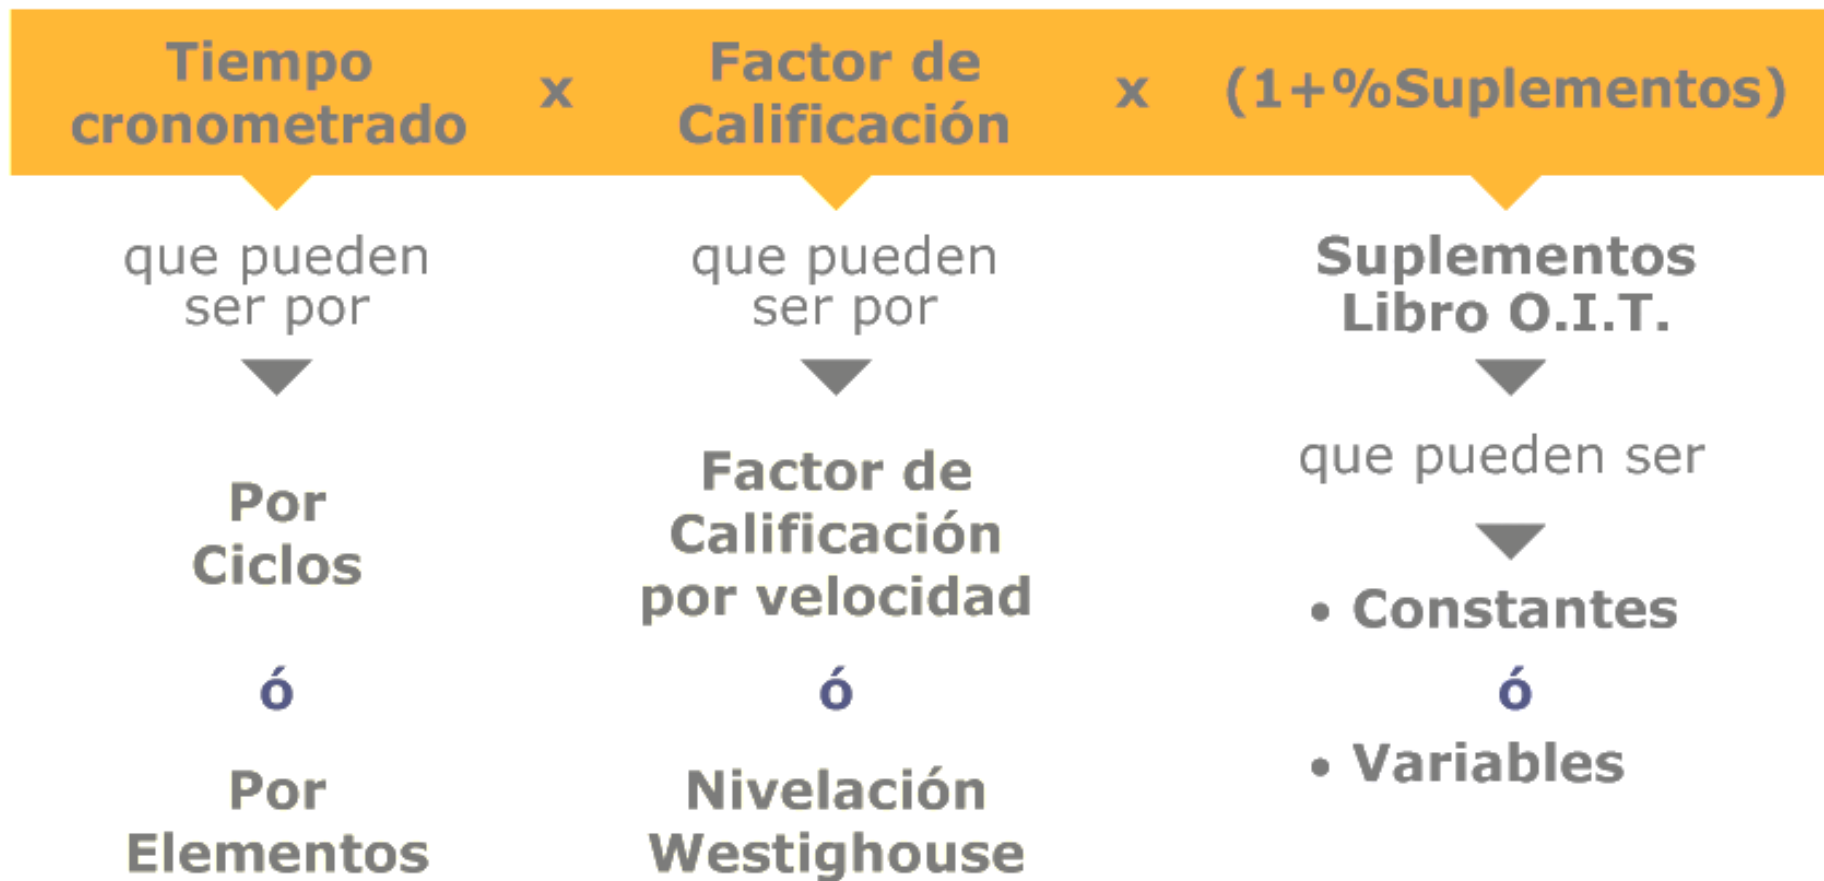 Tiempo
cronometrado
x
Factor de
Calificación
x
(1+%Suplementos)
que pueden
ser por
Por
Ciclos
ó
Por
Elementos
que pueden
ser por
Factor de
Calificación
por velocidad
ó
Nivelación
Westighouse
Suplementos
Libro O.I.T.
que pueden ser
• Constantes
ó
• Variables